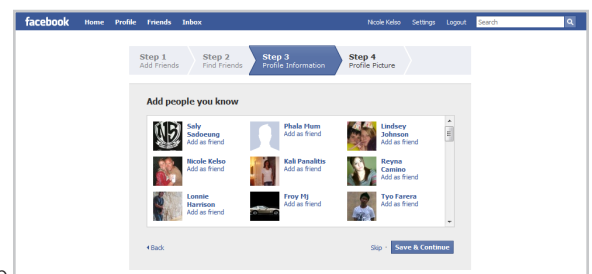 facebook Home Profile Friends Inbox Nicole Kelso Settings Logout Search
Step 1 Step 2 Step 3 Step 4
Add Friends Find Friends Profile Information Profile Picture
Add people you know
Saly Sadoeung
Add as friend
Phala Hum
Add as friend
Lindsey Johnson
Add as friend
Nicole Kelso
Add as friend
Kali Panalitis
Add as friend
Reyna Camino
Add as friend
Lonnie Harrison
Add as friend
Froy Mj
Add as friend
Tyo Farera
Add as friend
Back Skip · Save & Continue